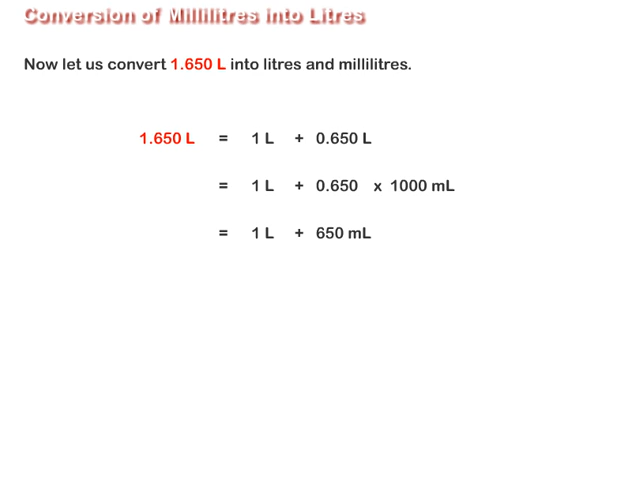 Conversion of Millilitres into Litres
Now let us convert 1.650 L into litres and millilitres.
1.650 L = 1 L + 0.650 L
= 1 L + 0.650 x 1000 mL
= 1 L + 650 mL